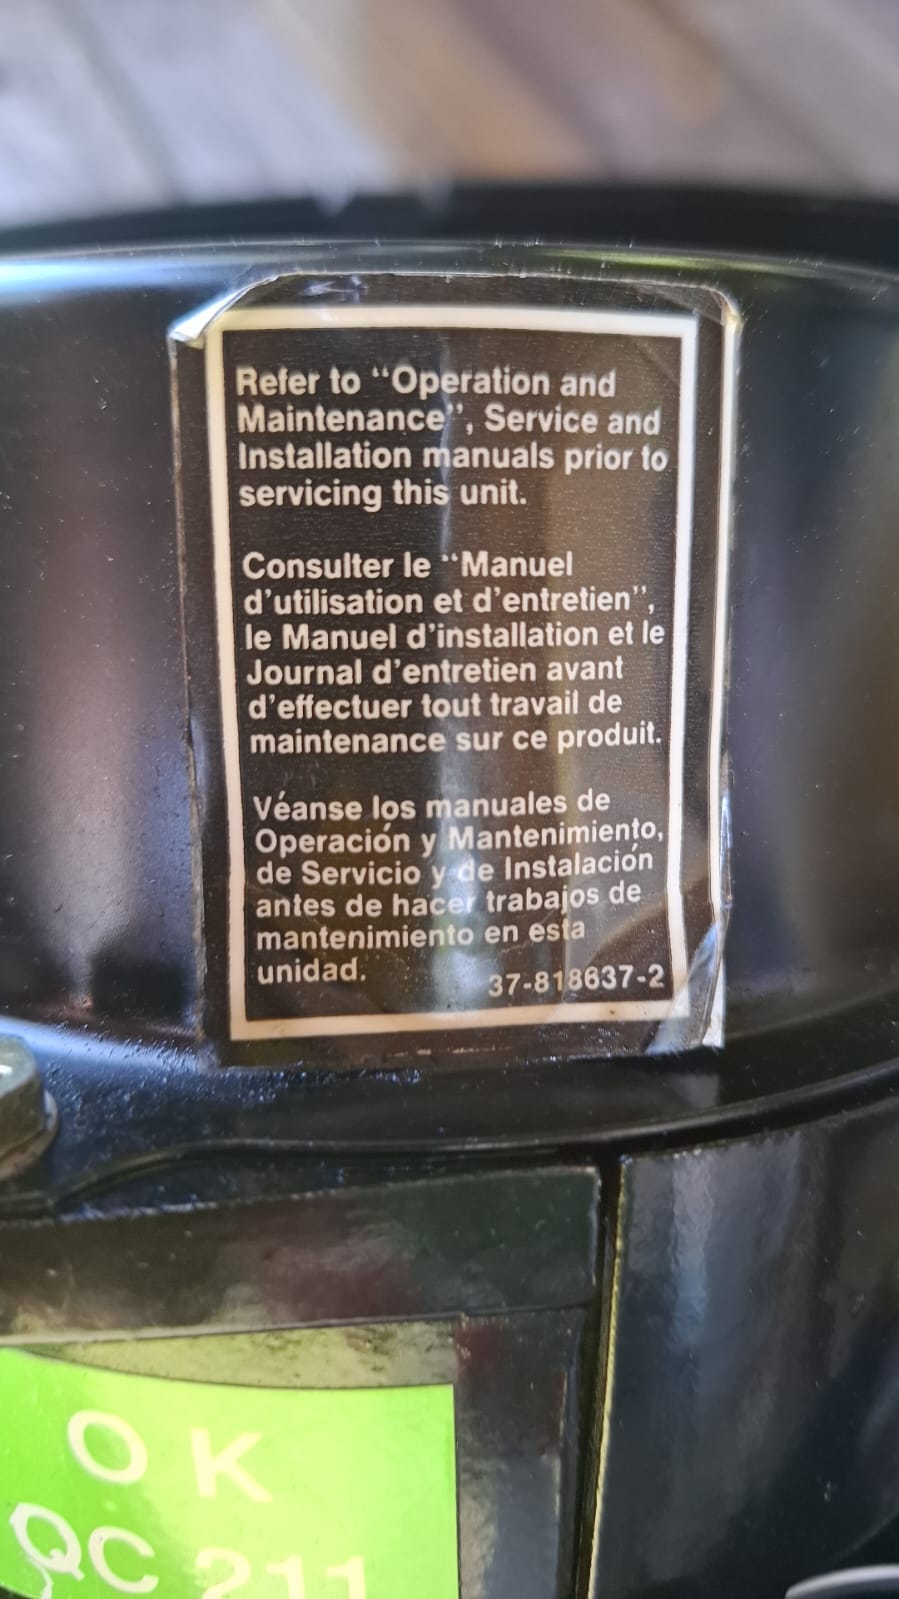 Refer to “Operation and
Maintenance”, Service and
Installation manuals prior to
servicing this unit.
Consulter le “Manuel
d’utilisation et d’entretien”,
le Manuel d’installation et le
Journal d’entretien avant
d’effectuer tout travail de
maintenance sur ce produit.
Véanse los manuales de
Operación y Mantenimiento,
de Servicio y de Instalación
antes de hacer trabajos de
mantenimiento en esta
unidad.
37-818637-2
OK
QC 211